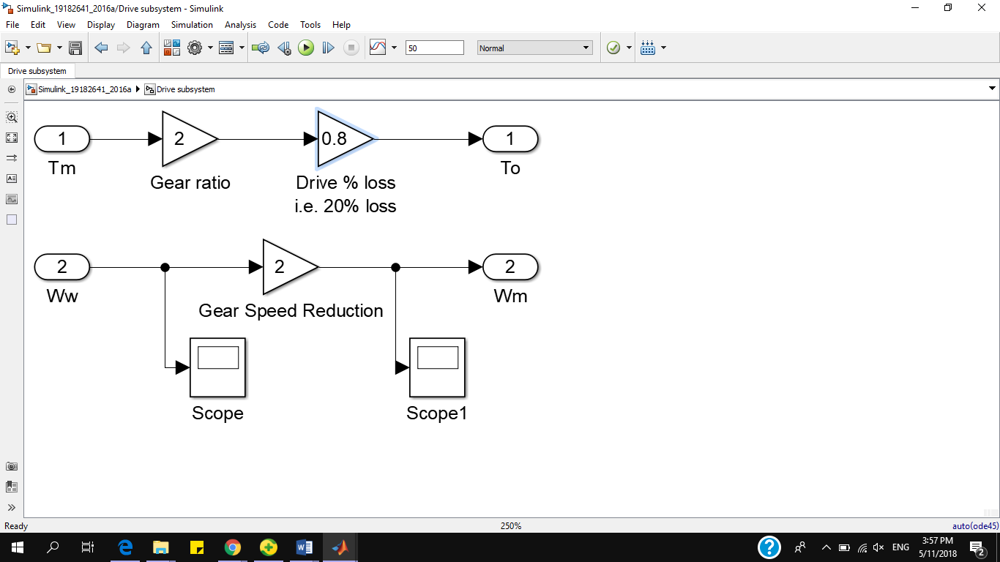 Simulink_19182641_2016a/Drive subsystem - Simulink
File Edit View Display Diagram Simulation Analysis Code Tools Help
50 Normal
Drive subsystem
Simulink_19182641_2016a Drive subsystem
1 2 0.8 1
Tm To
Gear ratio Drive % loss
i.e. 20% loss
2 2 2
Ww Wm
Gear Speed Reduction
Scope Scope1
Ready 250% auto(ode45)
3:57 PM
ENG
5/11/2018
2